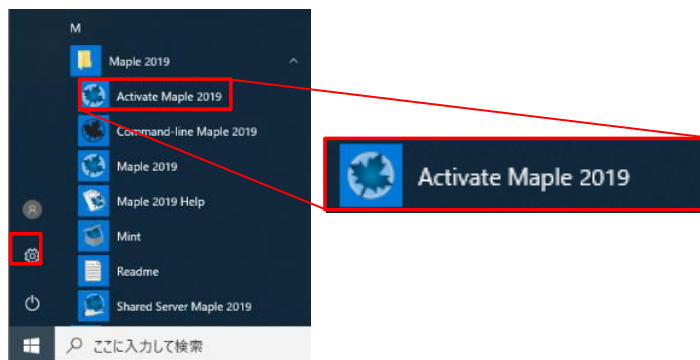 M
Maple 2019
Activate Maple 2019
Command-line Maple 2019
Maple 2019
Maple 2019 Help
Mint
Readme
Shared Server Maple 2019
ここに入力して検索
Activate Maple 2019